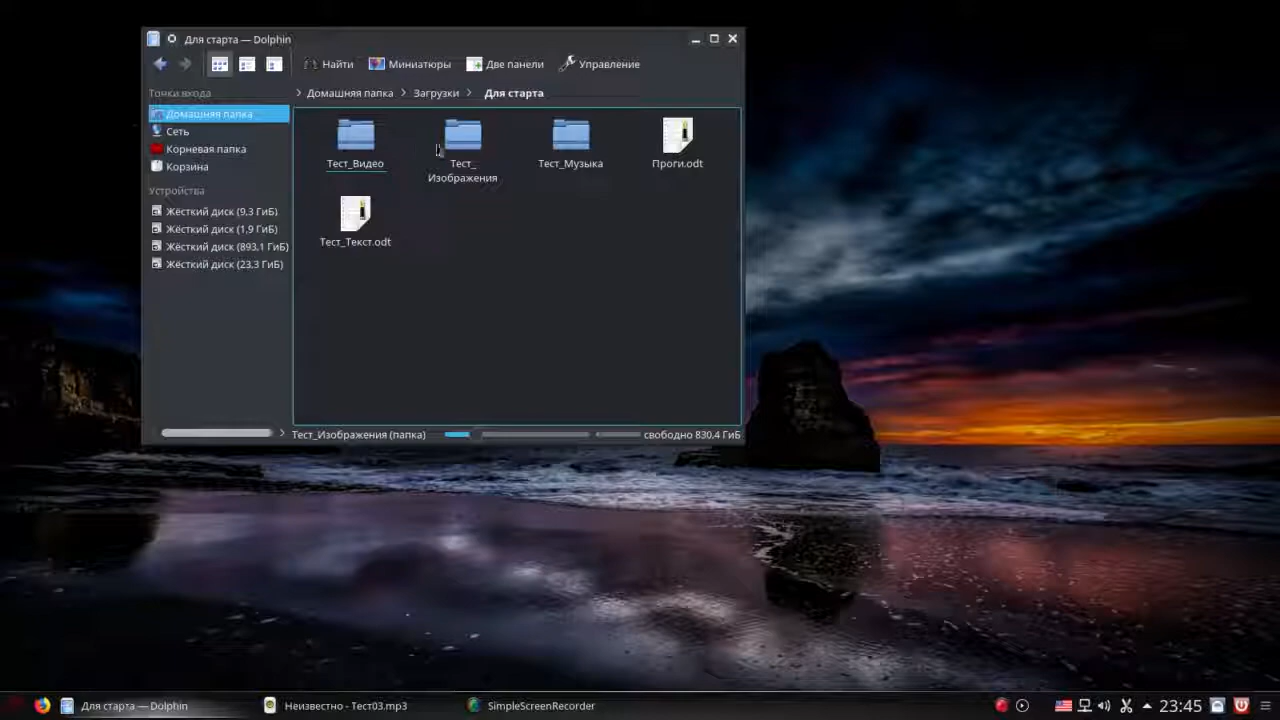 Для старта — Dolphin
Найти Миниатюры Две панели Управление
Точки входа
Домашняя папка
Сеть
Корневая папка
Корзина
Устройства
Жёсткий диск (9,3 ГиБ)
Жёсткий диск (1,9 ГиБ)
Жёсткий диск (893,1 ГиБ)
Жёсткий диск (23,3 ГиБ)
Домашняя папка Загрузки Для старта
Тест_Видео
Тест_
Изображения
Тест_Музыка
Проги.odt
Тест_Текст.odt
Тест_Изображения (папка) свободно 830,4 ГиБ
Для старта — Dolphin Неизвестно - Тест03.mp3 SimpleScreenRecorder 23:45